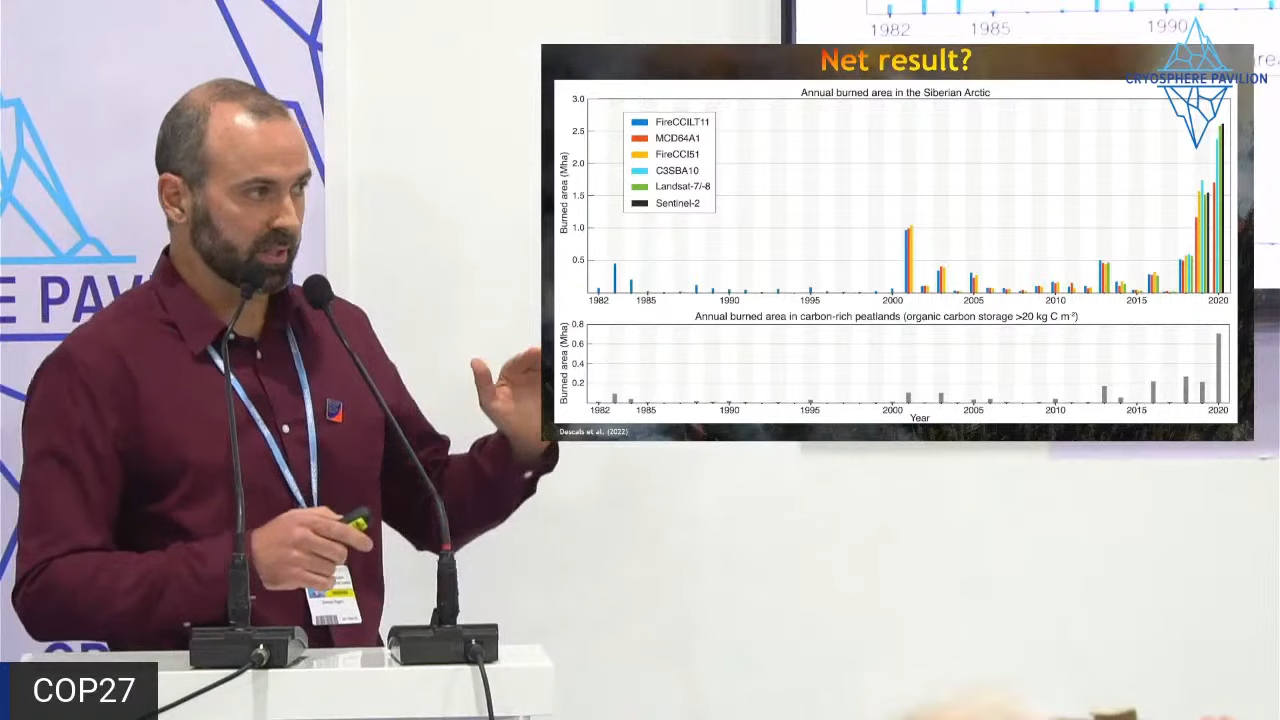 1982
1985
1990
Net result?
CRYOSPHERE PAVILION
Annual burned area in the Siberian Arctic
3.0
2.5
2.0
1.5
1.0
0.5
Burned area (Mha)
FireCCILT11
MCD64A1
FireCCI51
C3SBA10
Landsat-7/-8
Sentinel-2
1982 1985 1990 1995 2000 2005 2010 2015 2020
Annual burned area in carbon-rich peatlands (organic carbon storage >20 kg C m⁻²)
0.8
0.6
0.4
0.2
Burned area (Mha)
1982 1985 1990 1995 2000 2005 2010 2015 2020
Year
Descals et al. (2022)
E PAV
COP27